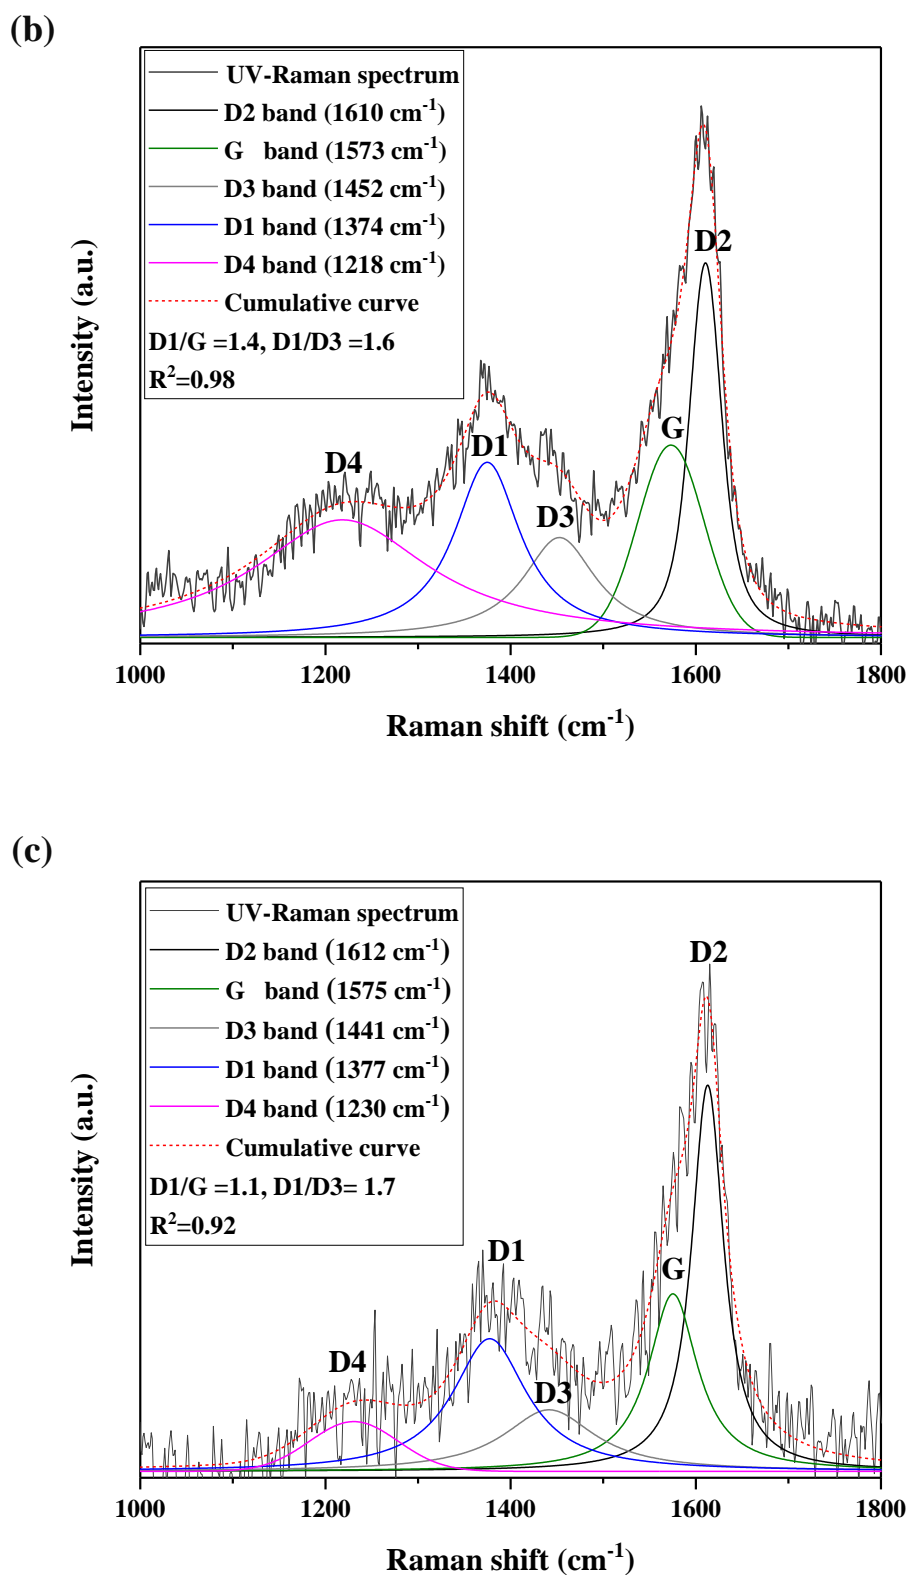 (b)
UV-Raman spectrum
D2 band (1610 cm⁻¹)
G band (1573 cm⁻¹)
D3 band (1452 cm⁻¹)
D1 band (1374 cm⁻¹)
D4 band (1218 cm⁻¹)
Cumulative curve
D1/G =1.4, D1/D3 =1.6
R²=0.98
D4
D1
D3
G
D2
Intensity (a.u.)
1000 1200 1400 1600 1800
Raman shift (cm⁻¹)
(c)
UV-Raman spectrum
D2 band (1612 cm⁻¹)
G band (1575 cm⁻¹)
D3 band (1441 cm⁻¹)
D1 band (1377 cm⁻¹)
D4 band (1230 cm⁻¹)
Cumulative curve
D1/G =1.1, D1/D3= 1.7
R²=0.92
D4
D1
D3
G
D2
Intensity (a.u.)
1000 1200 1400 1600 1800
Raman shift (cm⁻¹)